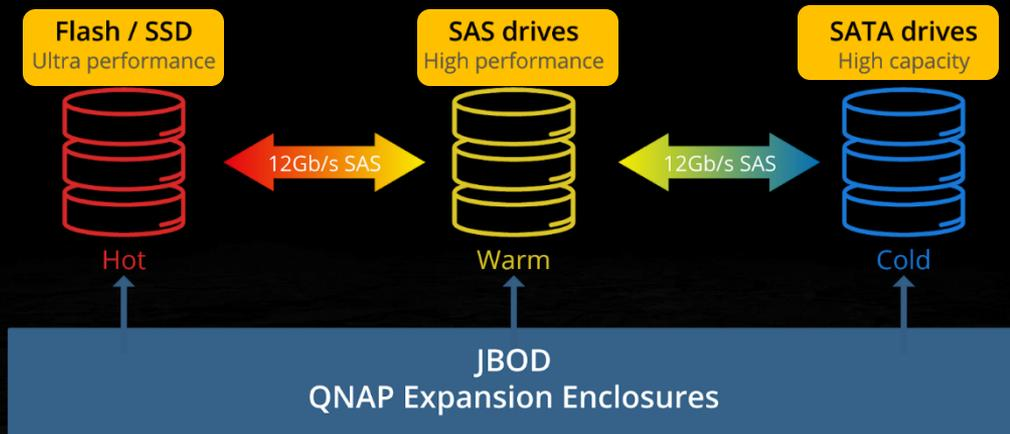 Flash / SSD
Ultra performance
SAS drives
High performance
SATA drives
High capacity
12Gb/s SAS
12Gb/s SAS
Hot
Warm
Cold
JBOD
QNAP Expansion Enclosures